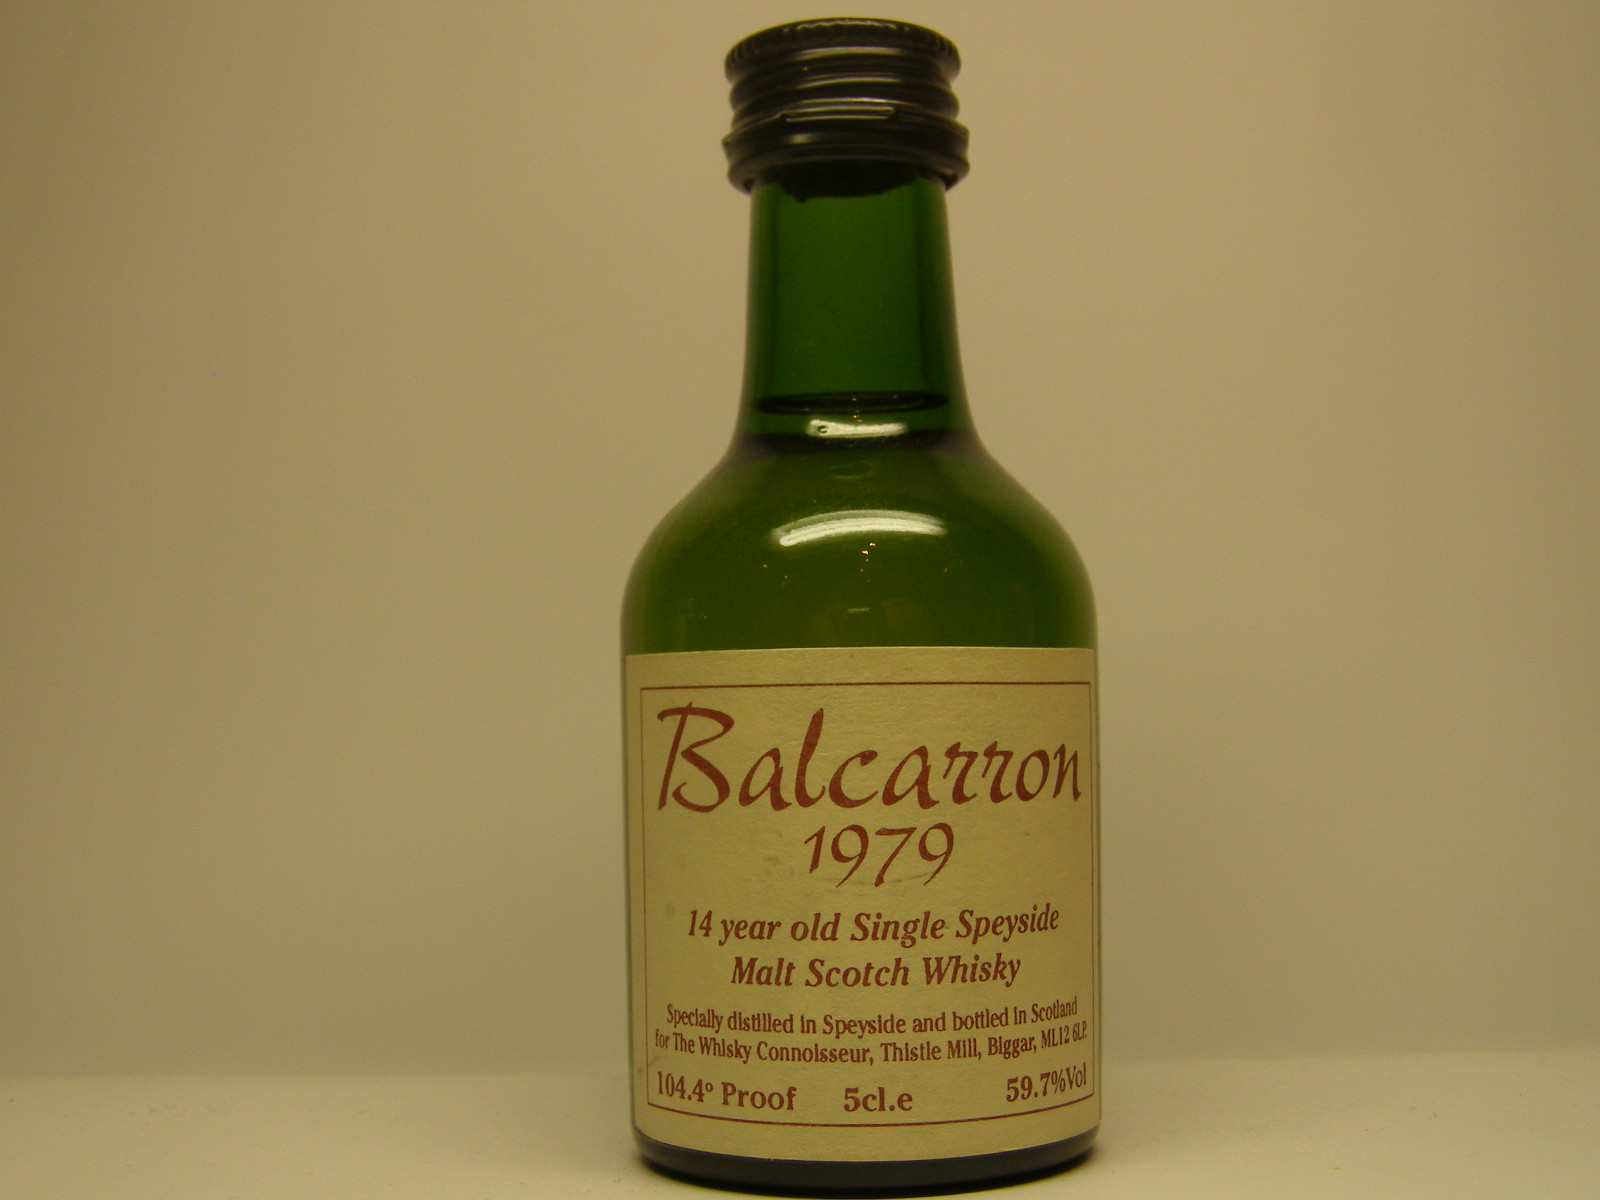 Balcarron
1979
14 year old Single Speyside
Malt Scotch Whisky
Specially distilled in Speyside and bottled in Scotland
for The Whisky Connoisseur, Thistle Mill, Biggar, ML12 6LP.
104.4º Proof 5cl.e 59.7%Vol